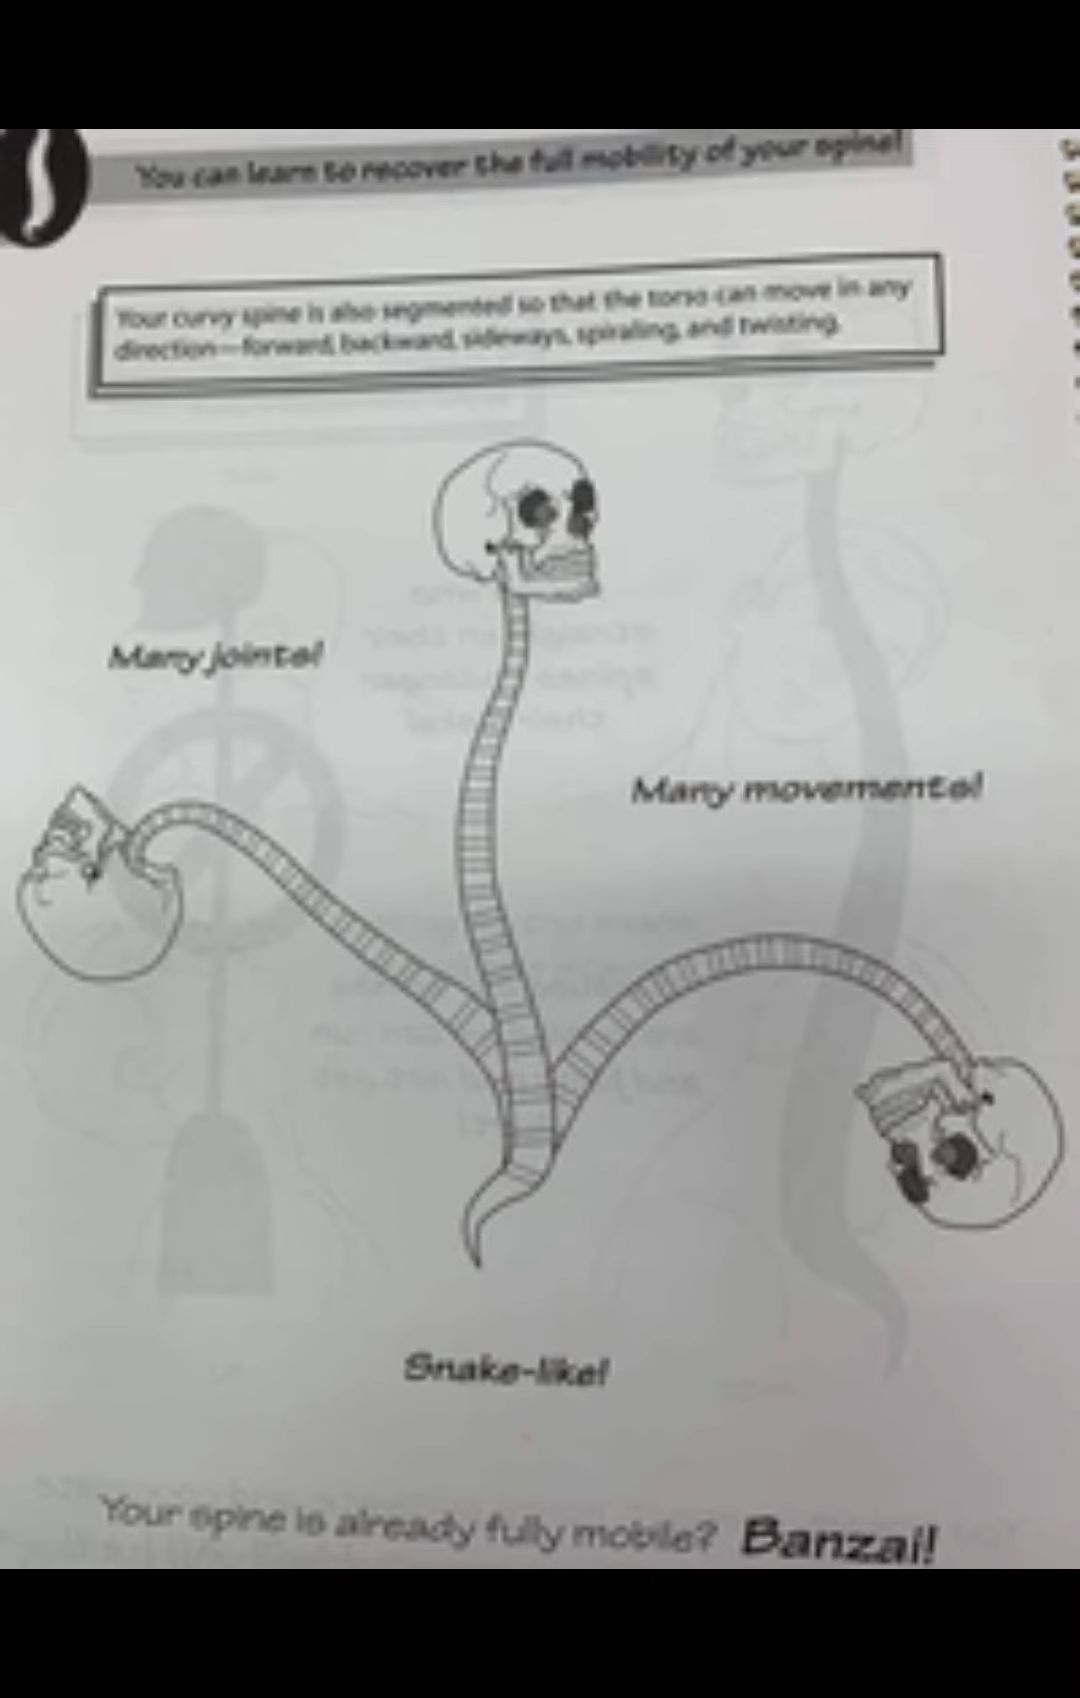 You can learn to recover the full mobility of your spine!
Your curvy spine is also segmented so that the torso can move in any
direction—forward, backward, sideways, spiraling, and twisting.
Many joints!
Many movements!
Snake-like!
Your spine is already fully mobile? Banzai!